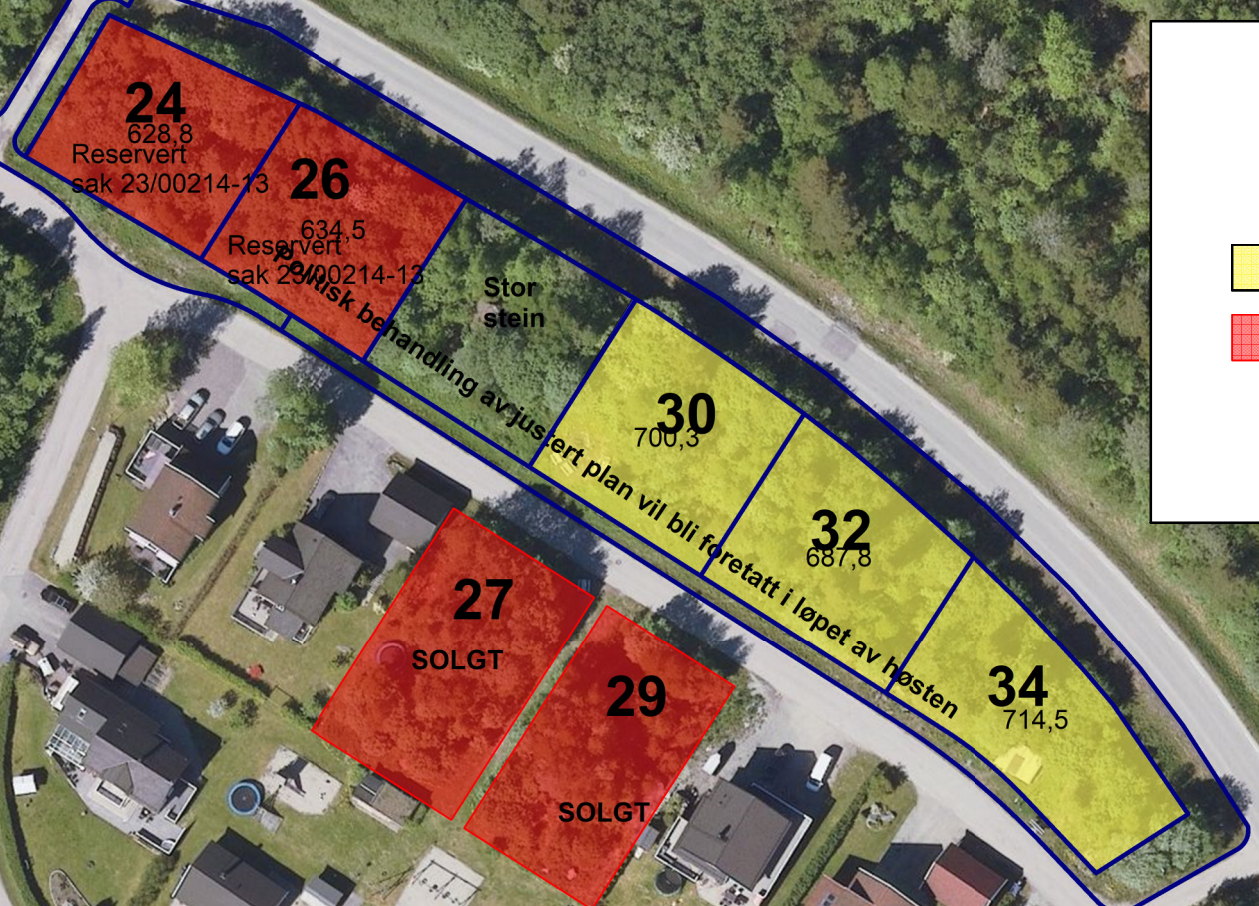 24
628,8
Reservert
sak 23/00214-13
26
634,5
Reservert
sak 23/00214-13
Politisk behandling av justert plan vil bli foretatt i løpet av høsten
Stor
stein
30
700,3
32
687,8
34
714,5
27
SOLGT
29
SOLGT